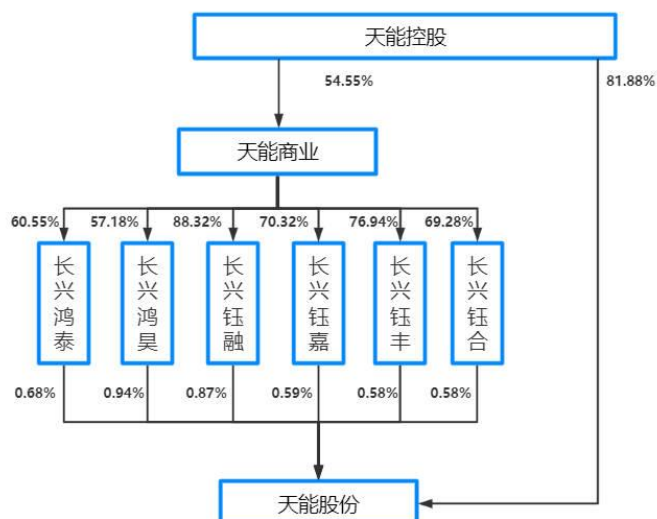 天能控股
54.55%
81.88%
天能商业
60.55%
57.18%
88.32%
70.32%
76.94%
69.28%
长兴鸿泰
长兴鸿昊
长兴钰融
长兴钰嘉
长兴钰丰
长兴钰合
0.68%
0.94%
0.87%
0.59%
0.58%
0.58%
天能股份